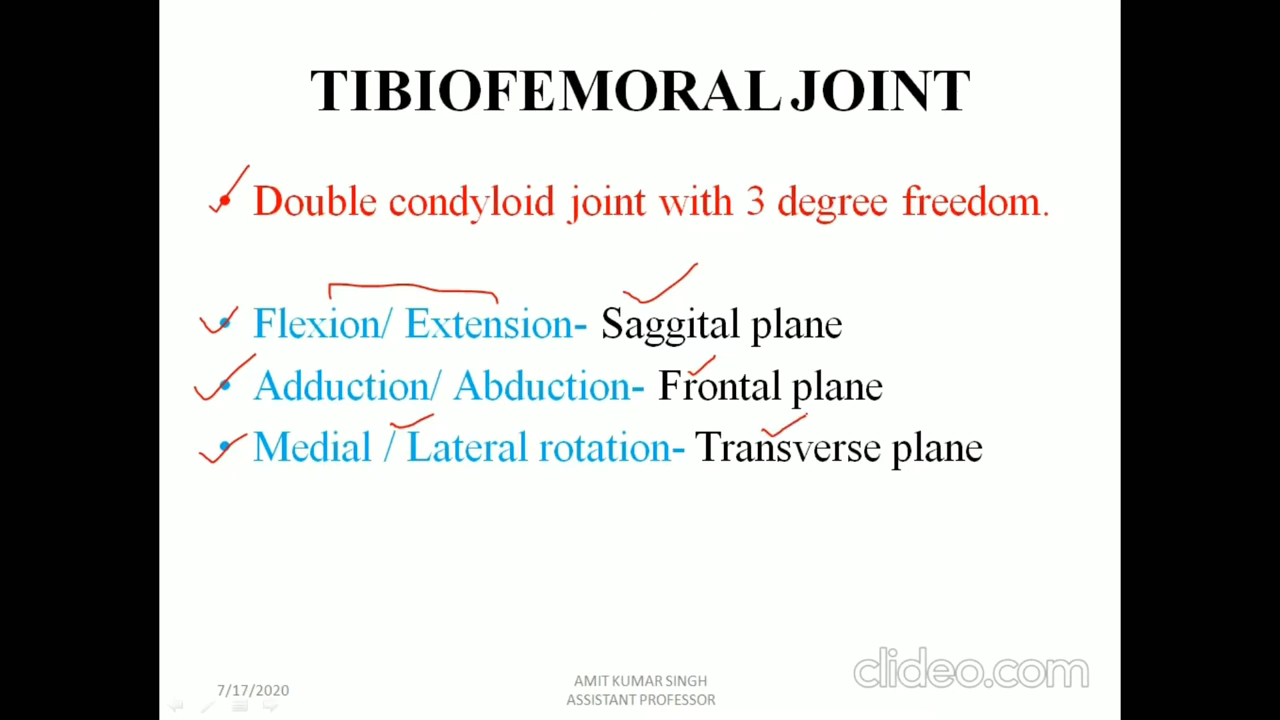 TIBIOFEMORAL JOINT
• Double condyloid joint with 3 degree freedom.
• Flexion/ Extension- Saggital plane
• Adduction/ Abduction- Frontal plane
• Medial / Lateral rotation- Transverse plane
clideo.com
7/17/2020
AMIT KUMAR SINGH
ASSISTANT PROFESSOR